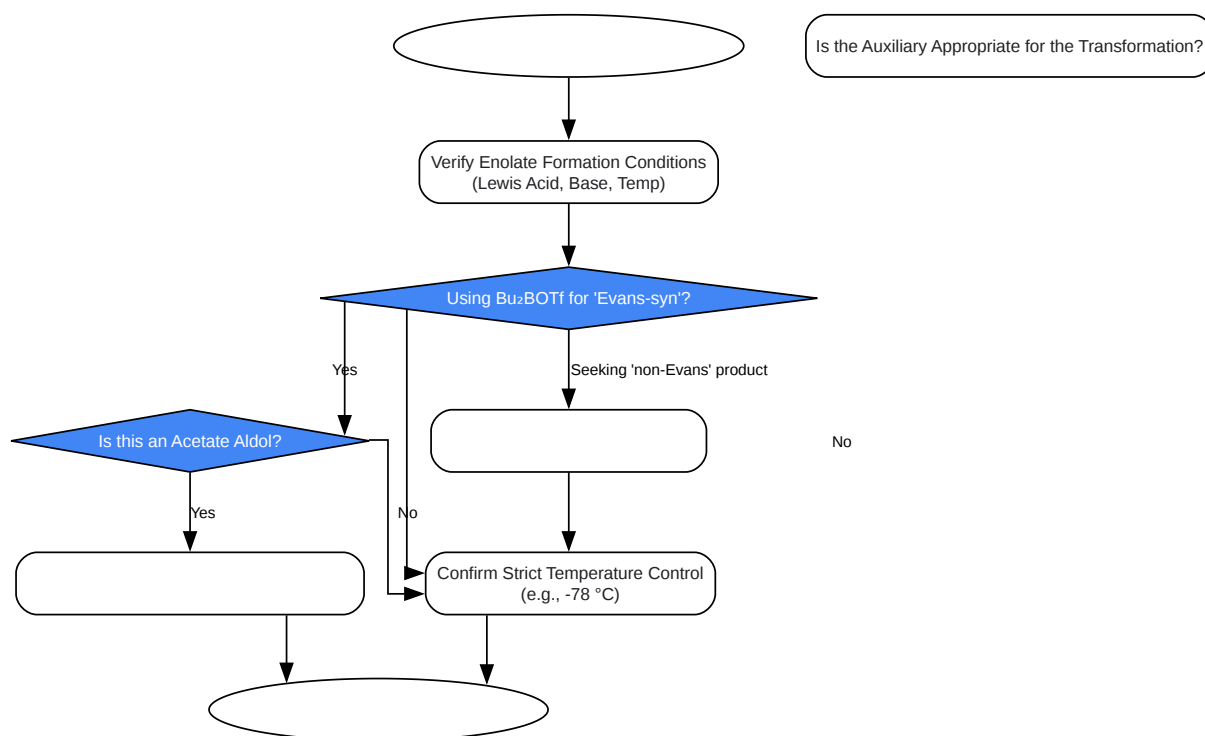 Is the Auxiliary Appropriate for the Transformation?
Verify Enolate Formation Conditions
(Lewis Acid, Base, Temp)
Using Bu₂BOTf for 'Evans-syn'?
Yes
Seeking 'non-Evans' product
Is this an Acetate Aldol?
No
Yes
No
Confirm Strict Temperature Control
(e.g., -78 °C)